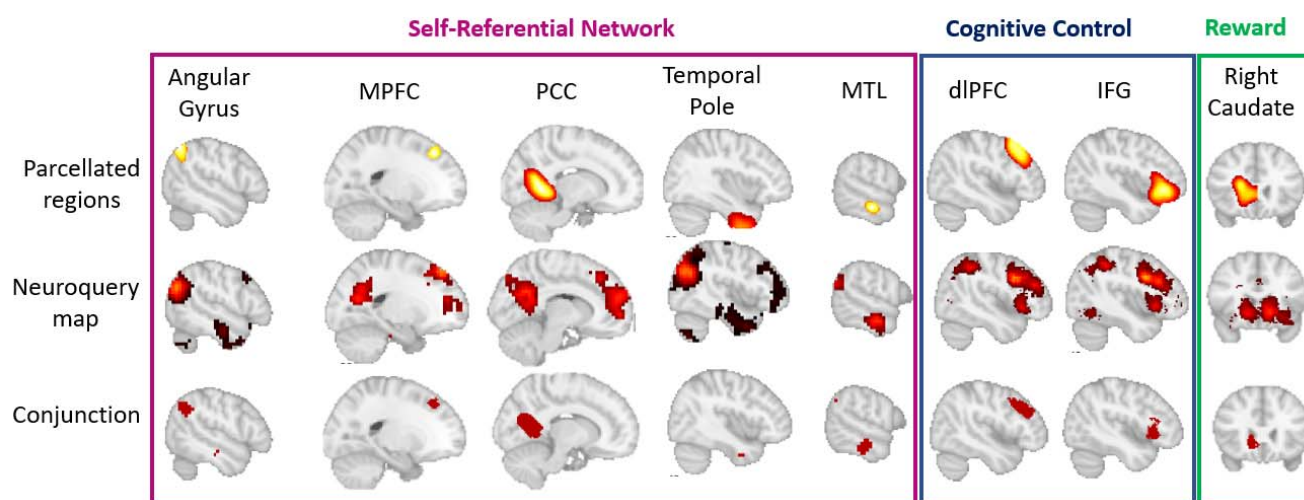 Self-Referential Network
Cognitive Control
Reward
Angular
Gyrus
MPFC
PCC
Temporal
Pole
MTL
dlPFC
IFG
Right
Caudate
Parcellated
regions
Neuroquery
map
Conjunction